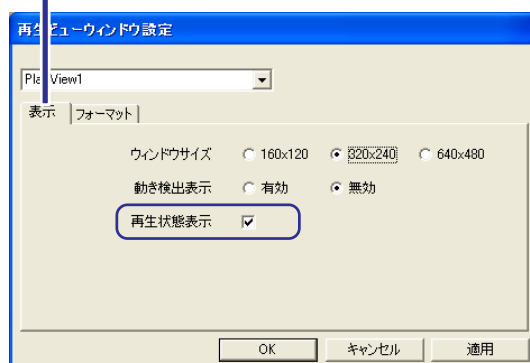 再生ビューウィンドウ設定
PlayView1
表示 フォーマット
ウィンドウサイズ 160x120 320x240 640x480
動き検出表示 有効 無効
再生状態表示
OK キャンセル 適用